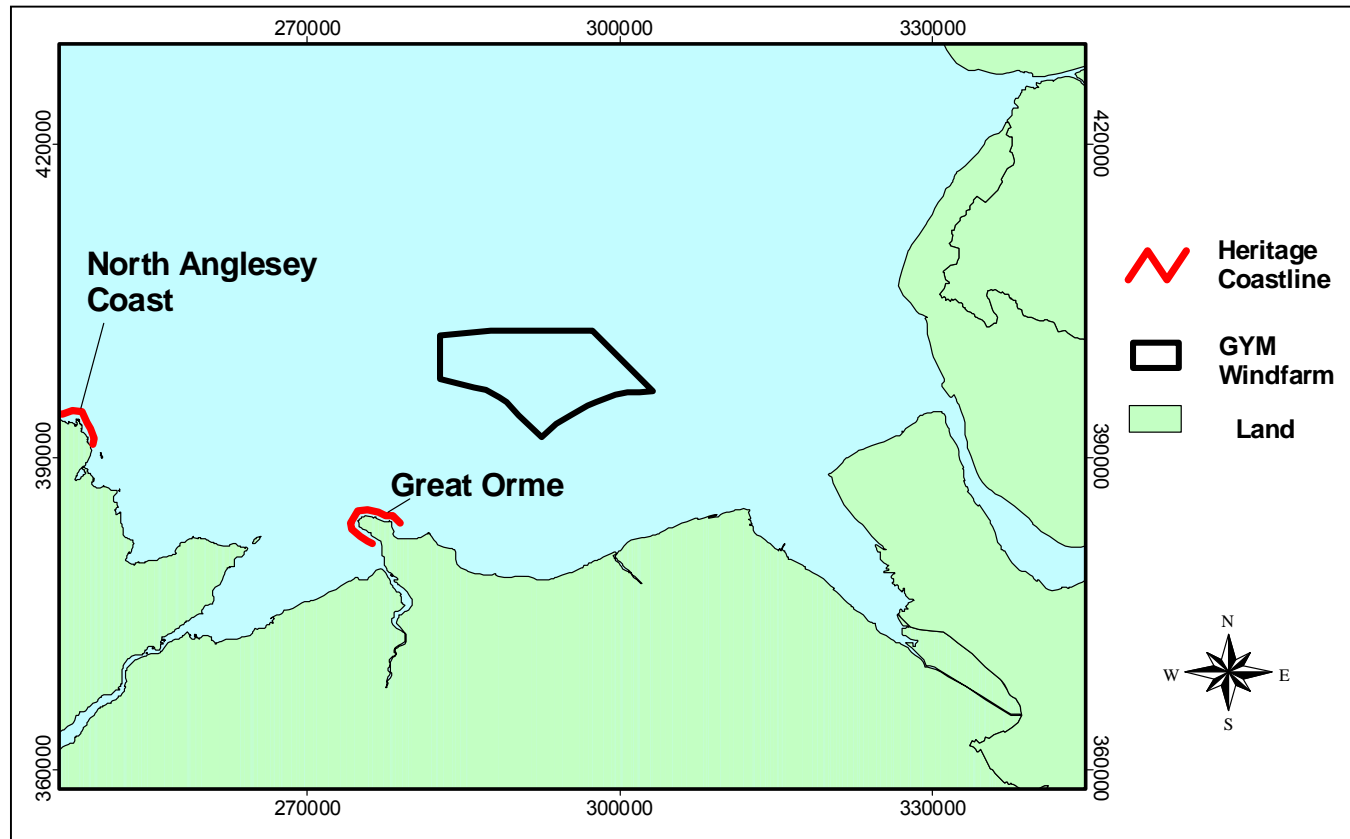 270000
300000
330000
420000
420000
North Anglesey
Coast
Heritage
Coastline
GYM
Windfarm
Land
390000
390000
Great Orme
N
W
E
S
360000
360000
270000
300000
330000